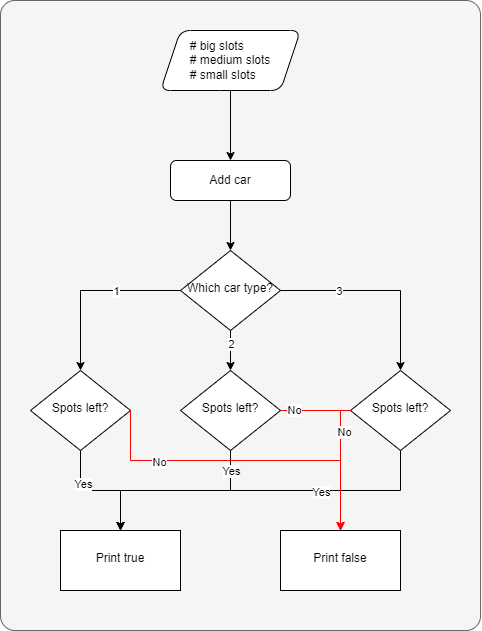 # big slots
# medium slots
# small slots
Add car
Which car type?
1
3
2
Spots left?
Spots left?
Spots left?
No
No
No
Yes
Yes
Yes
Print true
Print false